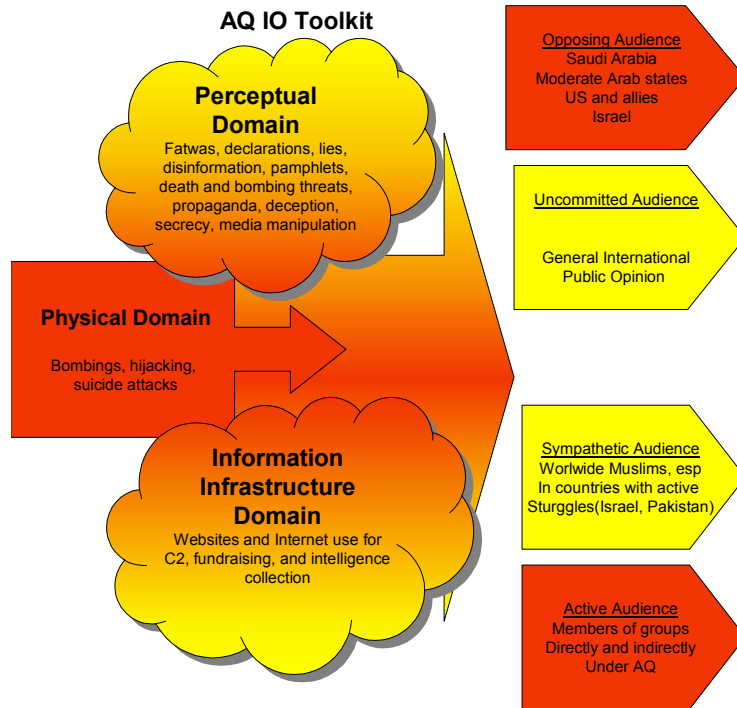 AQ IO Toolkit
Perceptual
Domain
Fatwas, declarations, lies,
disinformation, pamphlets,
death and bombing threats,
propaganda, deception,
secrecy, media manipulation
Physical Domain
Bombings, hijacking,
suicide attacks
Information
Infrastructure
Domain
Websites and Internet use for
C2, fundraising, and intelligence
collection
Opposing Audience
Saudi Arabia
Moderate Arab states
US and allies
Israel
Uncommitted Audience
General International
Public Opinion
Sympathetic Audience
Worlwide Muslims, esp
In countries with active
Sturggles(Israel, Pakistan)
Active Audience
Members of groups
Directly and indirectly
Under AQ